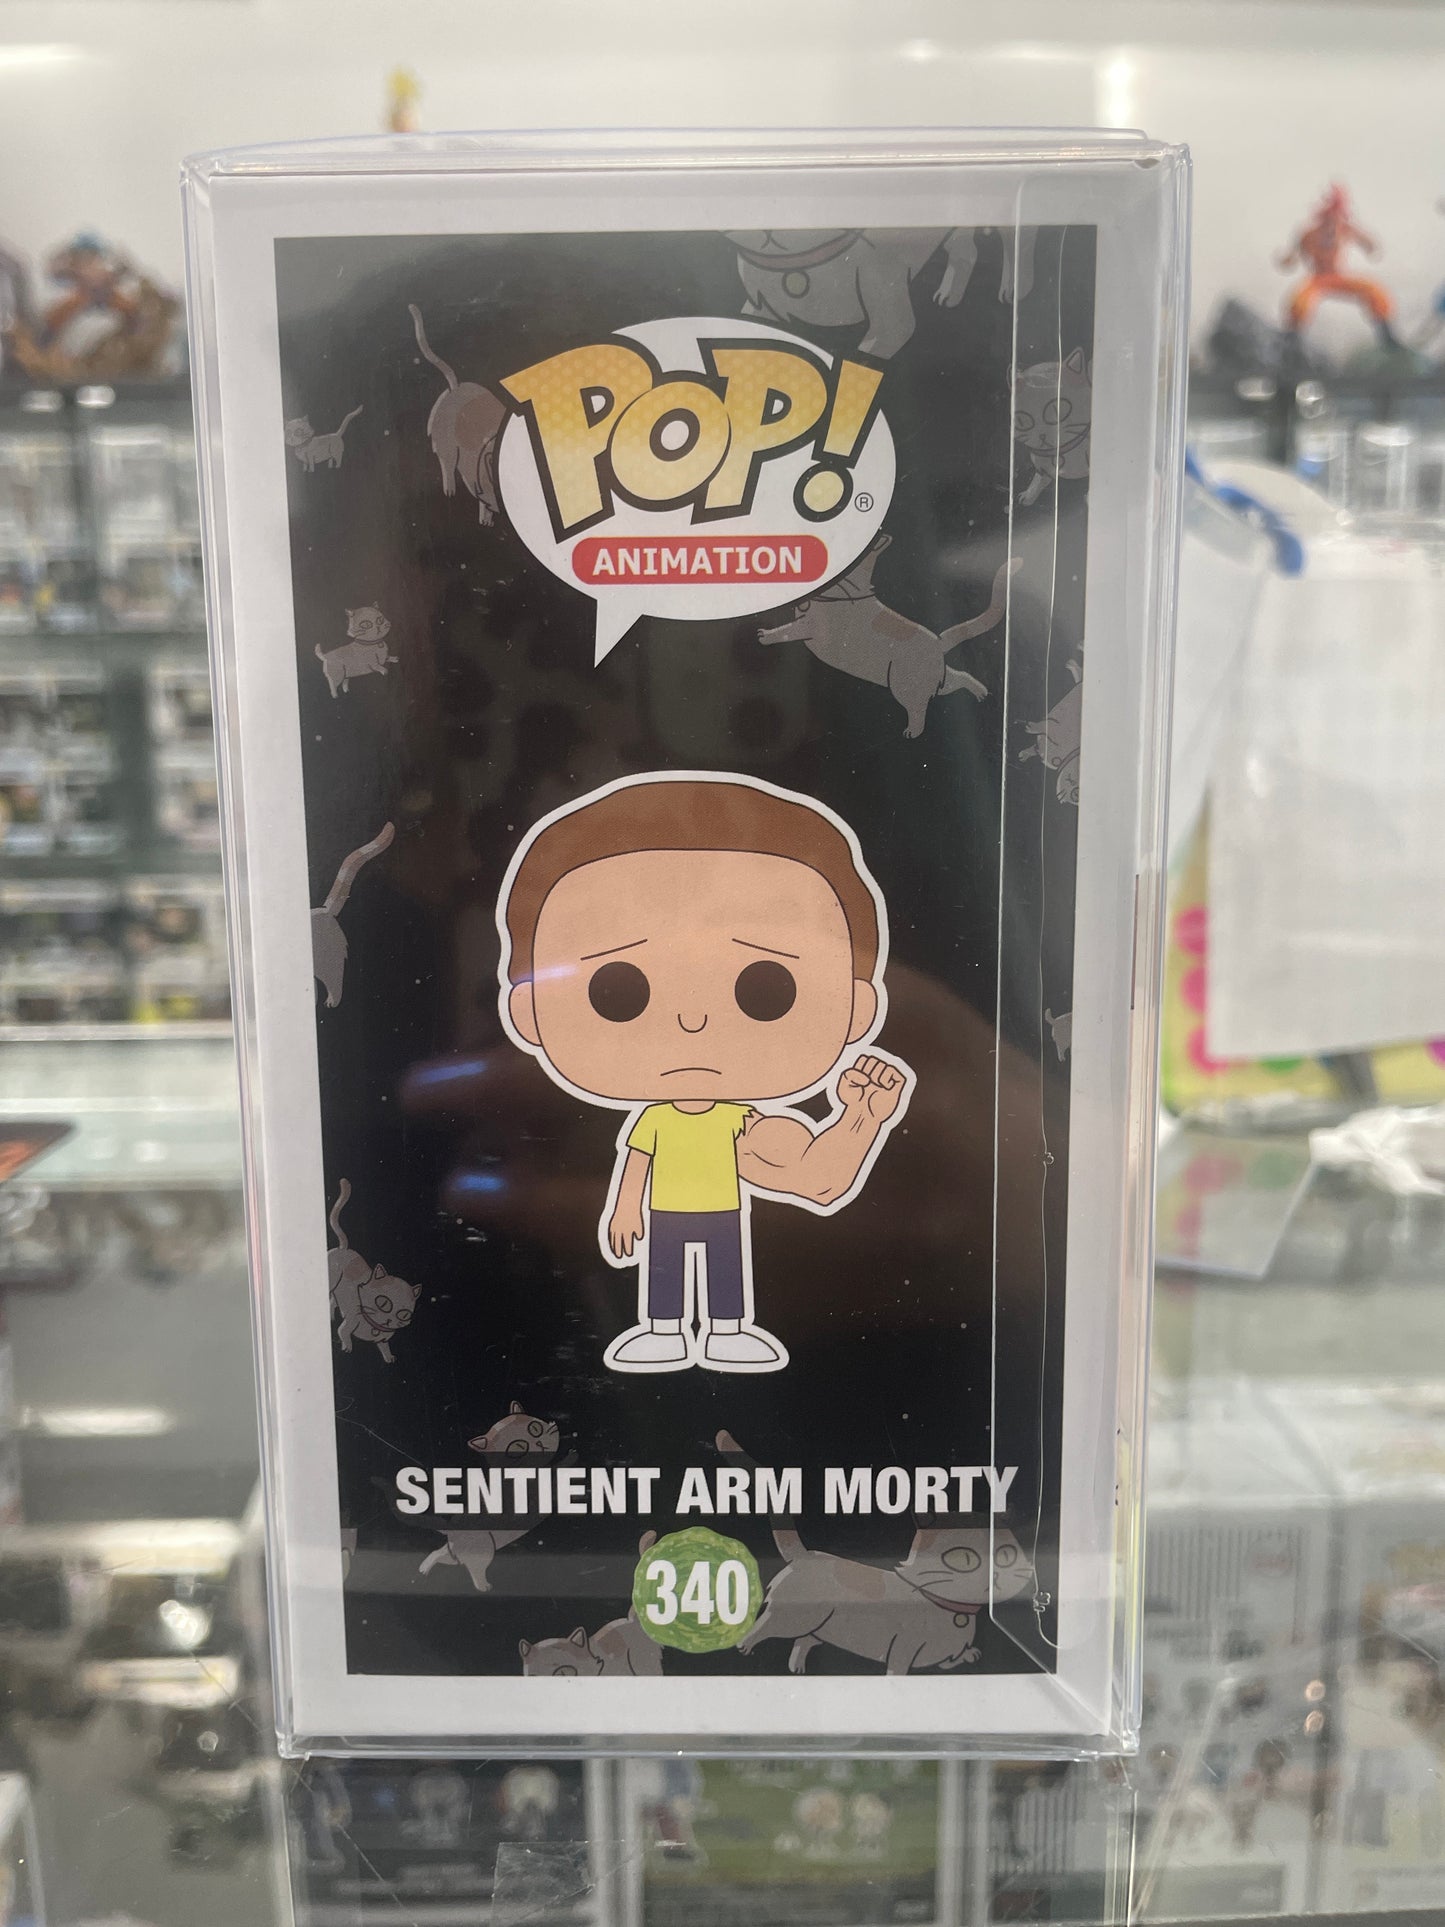 POP!
®
ANIMATION
SENTIENT ARM MORTY
340